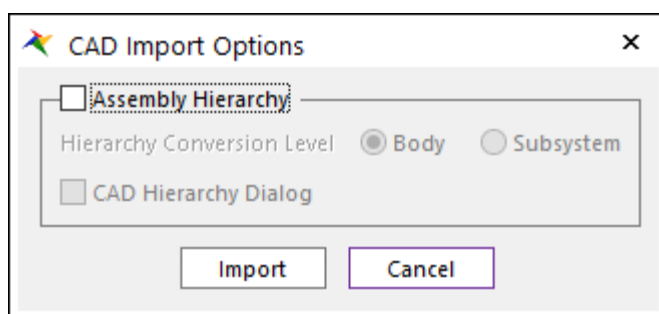 CAD Import Options
Assembly Hierarchy
Hierarchy Conversion Level Body Subsystem
CAD Hierarchy Dialog
Import Cancel